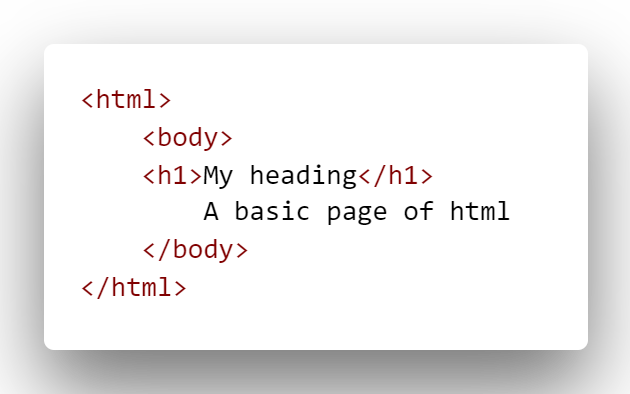 <html>
    <body>
    <h1>My heading</h1>
        A basic page of html
    </body>
</html>